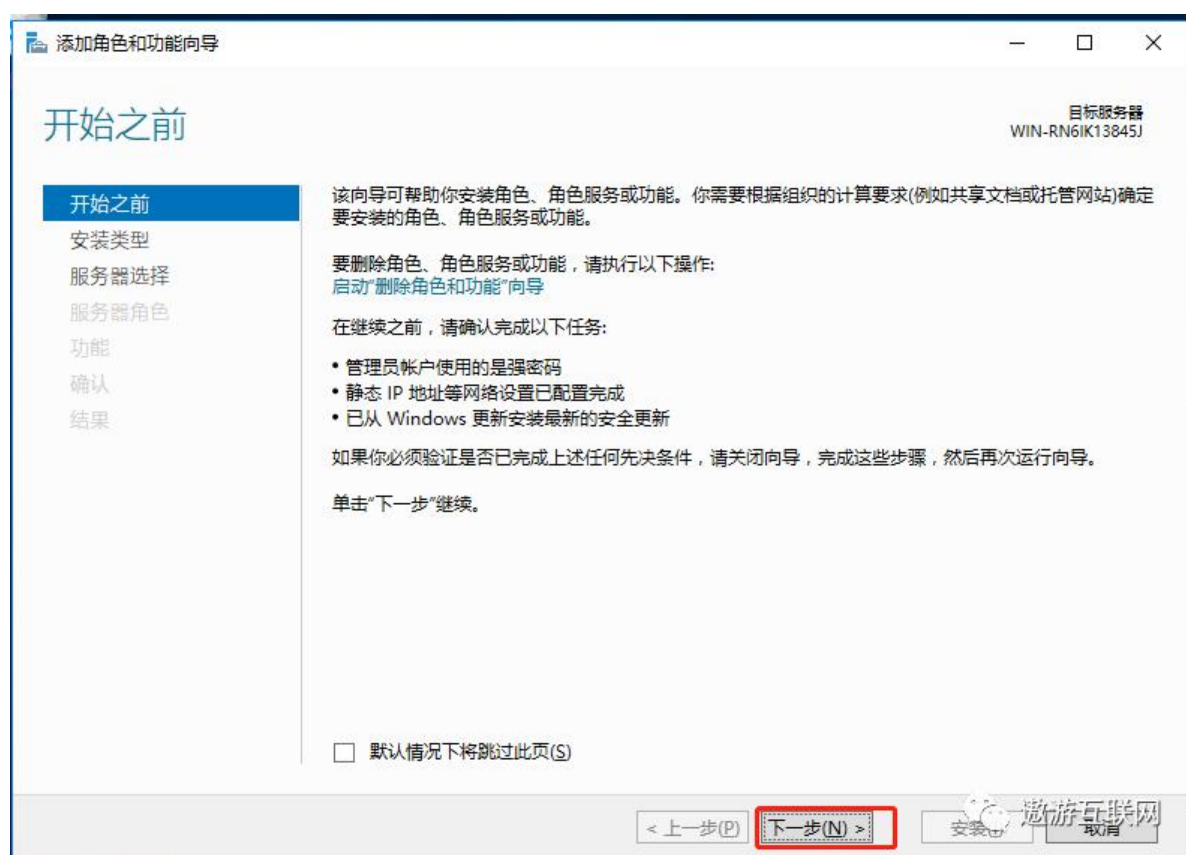 添加角色和功能向导
开始之前
目标服务器
WIN-RN6IK13845J
开始之前
安装类型
服务器选择
服务器角色
功能
确认
结果
该向导可帮助你安装角色、角色服务或功能。你需要根据组织的计算要求(例如共享文档或托管网站)确定
要安装的角色、角色服务或功能。
要删除角色、角色服务或功能，请执行以下操作:
启动"删除角色和功能"向导
在继续之前，请确认完成以下任务:
• 管理员帐户使用的是强密码
• 静态 IP 地址等网络设置已配置完成
• 已从 Windows 更新安装最新的安全更新
如果你必须验证是否已完成上述任何先决条件，请关闭向导，完成这些步骤，然后再次运行向导。
单击"下一步"继续。
默认情况下将跳过此页(S)
< 上一步(P) 下一步(N) > 安装(I) 取消
遨游互联网